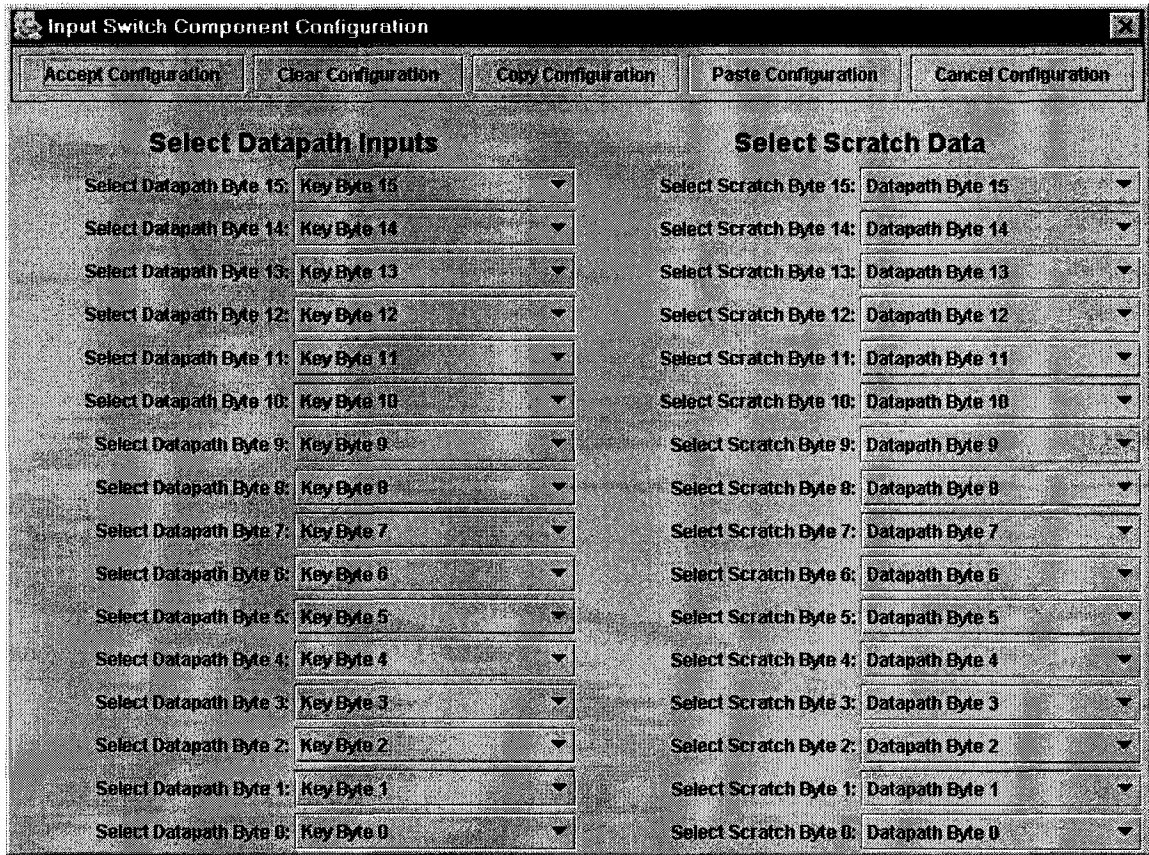 Input Switch Component Configuration
Accept Configuration Clear Configuration Copy Configuration Paste Configuration Cancel Configuration
Select Datapath Inputs Select Scratch Data
Select Datapath Byte 15: Key Byte 15 Select Scratch Byte 15: Datapath Byte 15
Select Datapath Byte 14: Key Byte 14 Select Scratch Byte 14: Datapath Byte 14
Select Datapath Byte 13: Key Byte 13 Select Scratch Byte 13: Datapath Byte 13
Select Datapath Byte 12: Key Byte 12 Select Scratch Byte 12: Datapath Byte 12
Select Datapath Byte 11: Key Byte 11 Select Scratch Byte 11: Datapath Byte 11
Select Datapath Byte 10: Key Byte 10 Select Scratch Byte 10: Datapath Byte 10
Select Datapath Byte 9: Key Byte 9 Select Scratch Byte 9: Datapath Byte 9
Select Datapath Byte 8: Key Byte 8 Select Scratch Byte 8: Datapath Byte 8
Select Datapath Byte 7: Key Byte 7 Select Scratch Byte 7: Datapath Byte 7
Select Datapath Byte 6: Key Byte 6 Select Scratch Byte 6: Datapath Byte 6
Select Datapath Byte 5: Key Byte 5 Select Scratch Byte 5: Datapath Byte 5
Select Datapath Byte 4: Key Byte 4 Select Scratch Byte 4: Datapath Byte 4
Select Datapath Byte 3: Key Byte 3 Select Scratch Byte 3: Datapath Byte 3
Select Datapath Byte 2: Key Byte 2 Select Scratch Byte 2: Datapath Byte 2
Select Datapath Byte 1: Key Byte 1 Select Scratch Byte 1: Datapath Byte 1
Select Datapath Byte 0: Key Byte 0 Select Scratch Byte 0: Datapath Byte 0